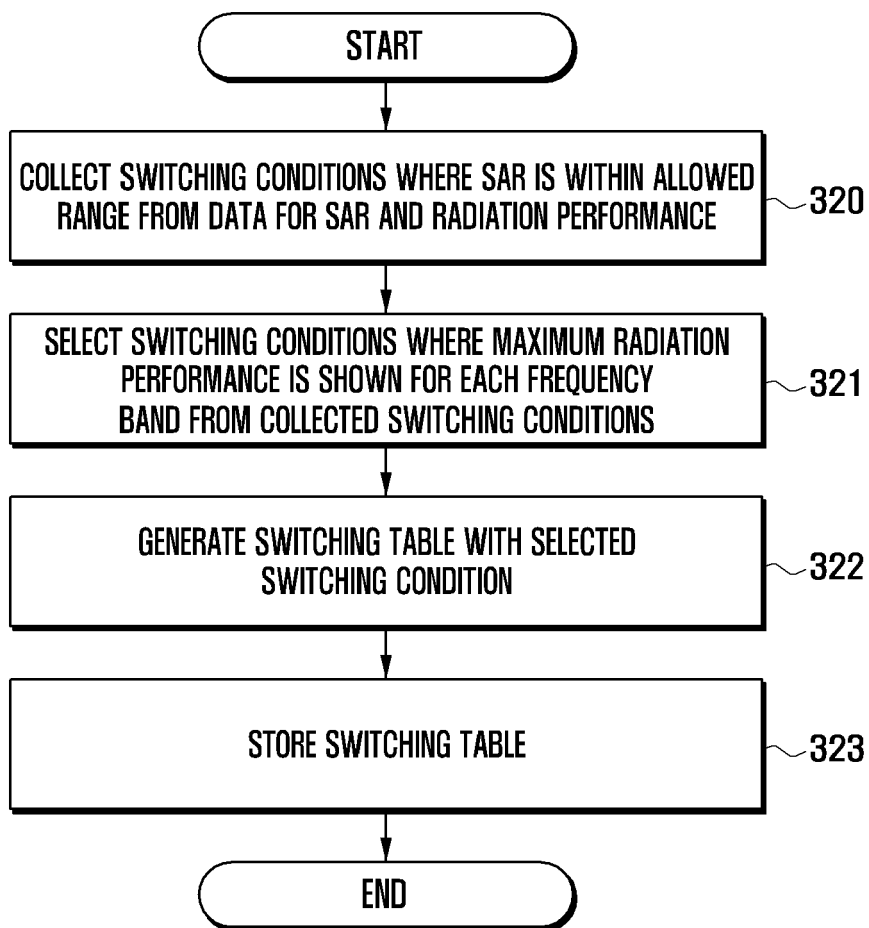 START
COLLECT SWITCHING CONDITIONS WHERE SAR IS WITHIN ALLOWED
RANGE FROM DATA FOR SAR AND RADIATION PERFORMANCE
320
SELECT SWITCHING CONDITIONS WHERE MAXIMUM RADIATION
PERFORMANCE IS SHOWN FOR EACH FREQUENCY
BAND FROM COLLECTED SWITCHING CONDITIONS
321
GENERATE SWITCHING TABLE WITH SELECTED
SWITCHING CONDITION
322
STORE SWITCHING TABLE
323
END